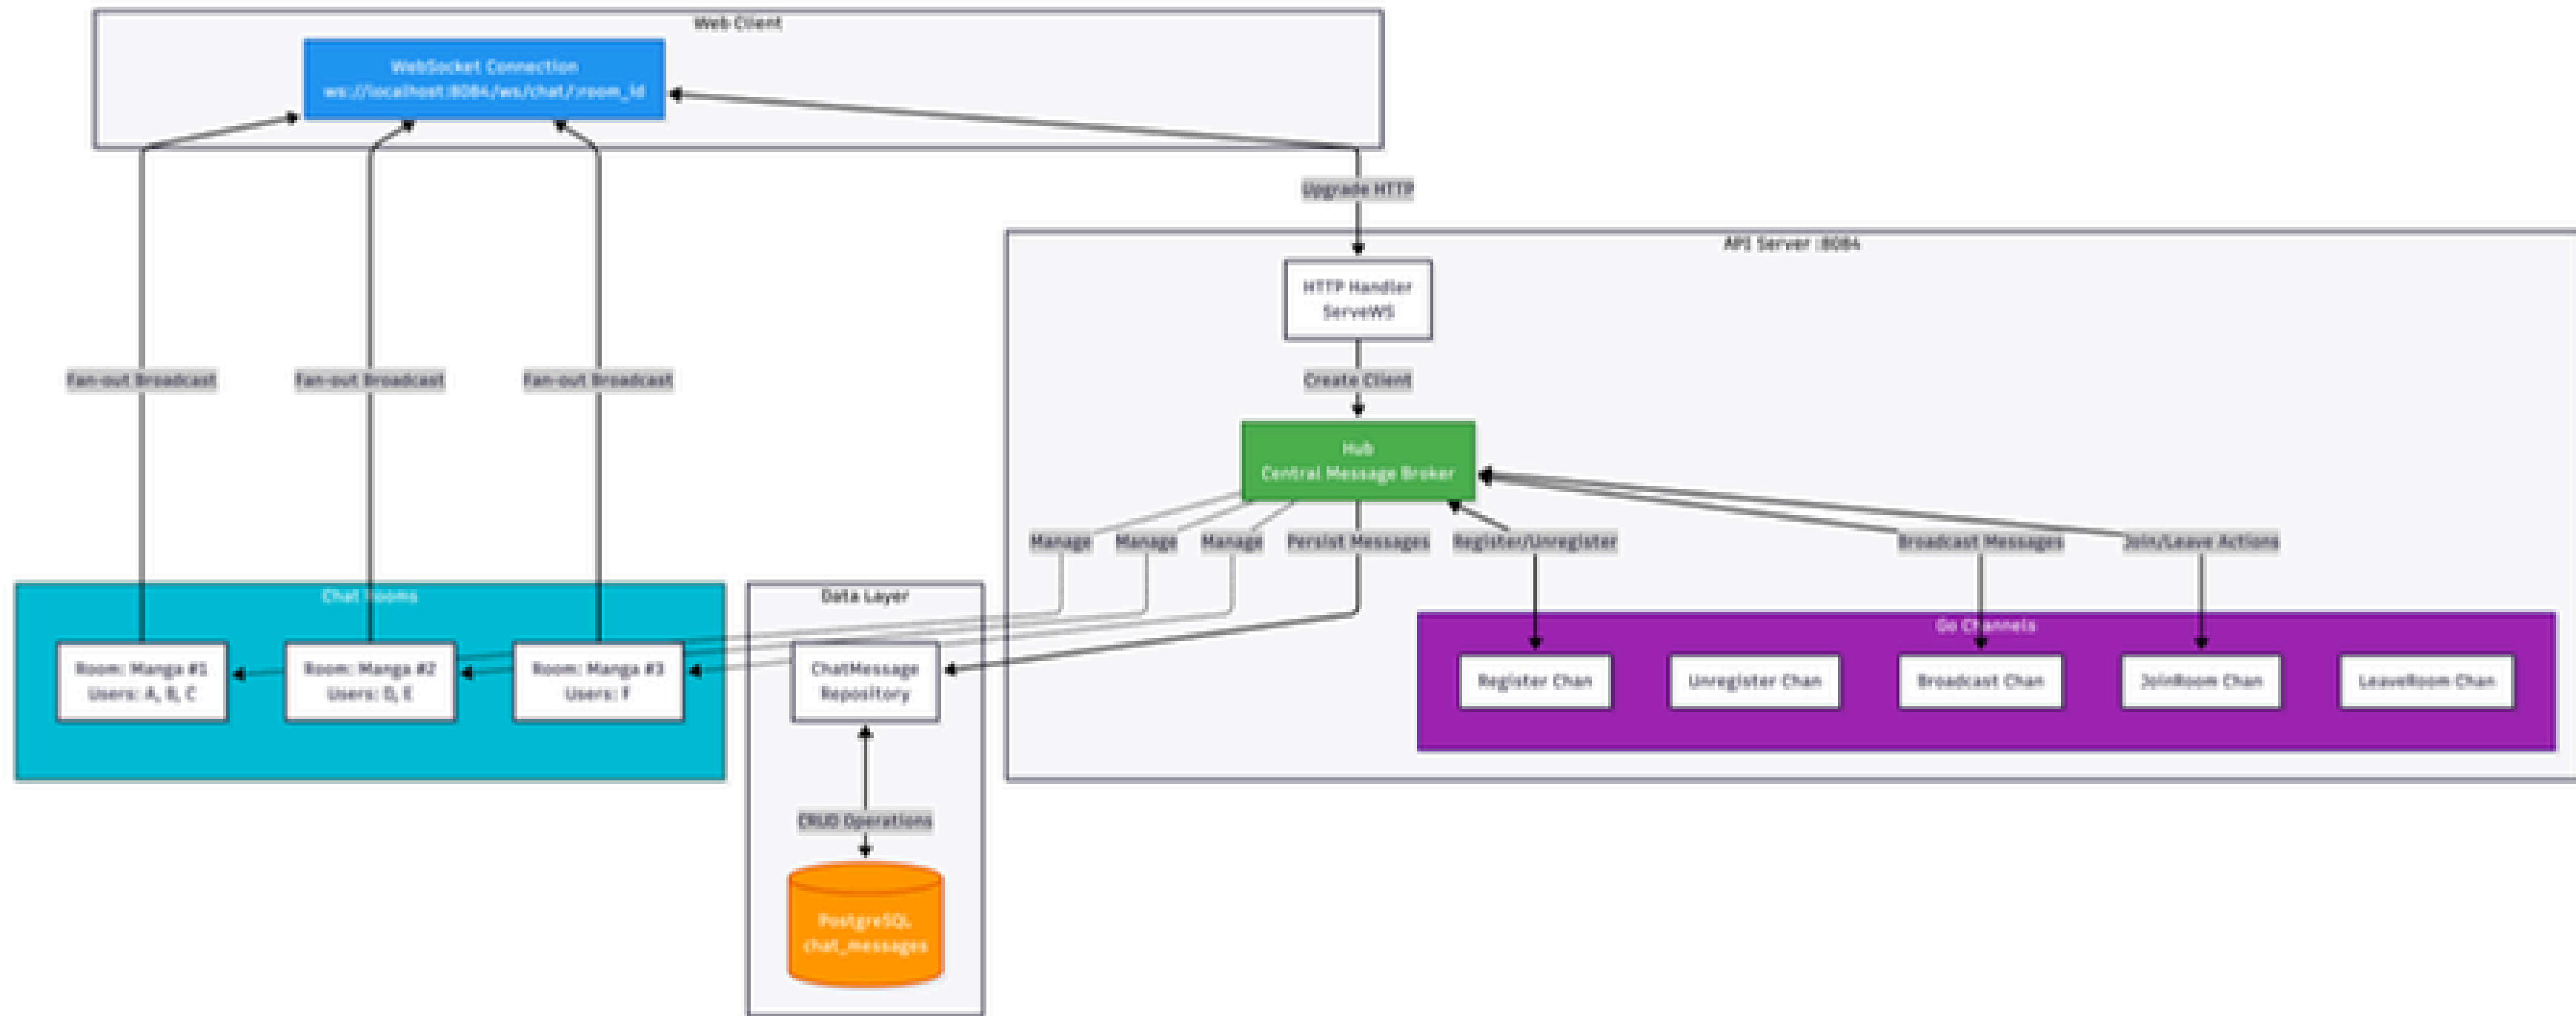 Web Client
WebSocket Connection
ws://localhost:8084/ws/chat/:room_id
Upgrade HTTP
API Server :8084
HTTP Handler
ServeWS
Fan-out Broadcast
Fan-out Broadcast
Fan-out Broadcast
Create Client
Hub
Central Message Broker
Manage
Manage
Manage
Persist Messages
Register/Unregister
Broadcast Messages
Join/Leave Actions
Chat Rooms
Data Layer
Go Channels
Room: Manga #1
Users: A, B, C
Room: Manga #2
Users: D, E
Room: Manga #3
Users: F
ChatMessage
Repository
Register Chan
Unregister Chan
Broadcast Chan
JoinRoom Chan
LeaveRoom Chan
CRUD Operations
PostgreSQL
chat_messages